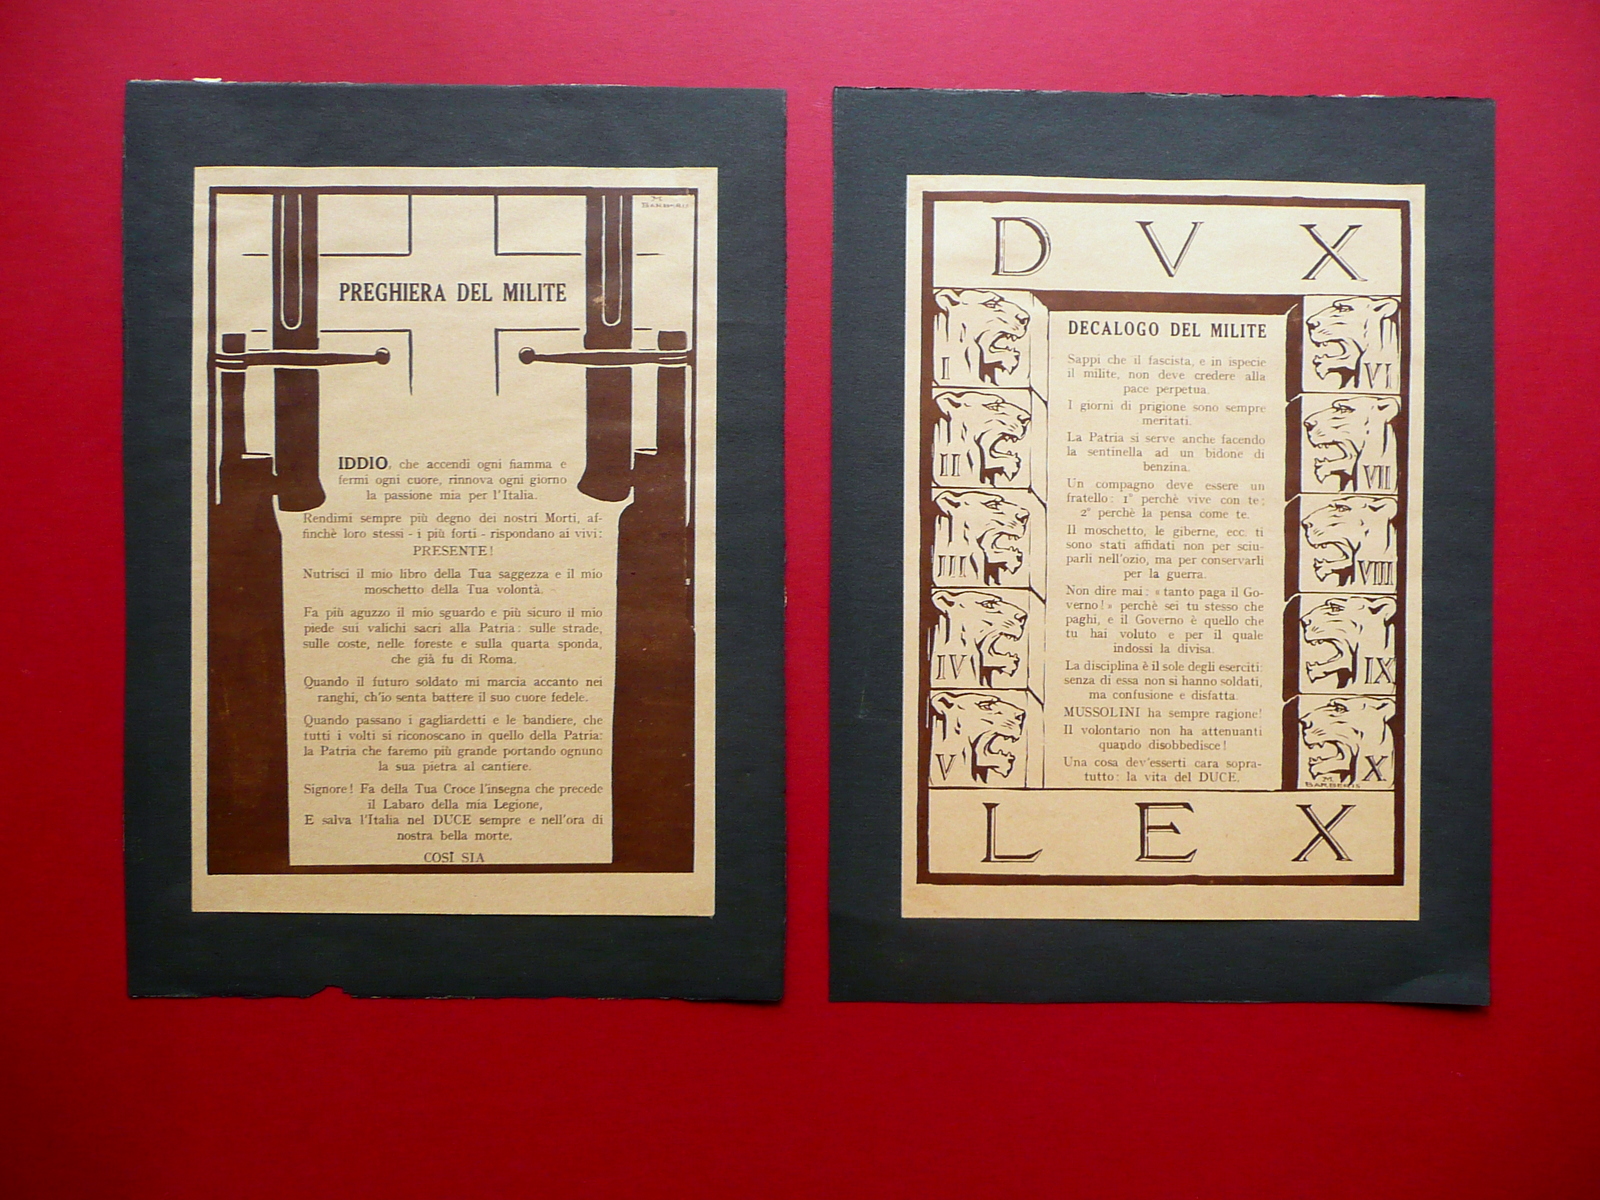 M.
BARBERIS
PREGHIERA DEL MILITE
IDDIO, che accendi ogni fiamma e
fermi ogni cuore, rinnova ogni giorno
la passione mia per l'Italia.
Rendimi sempre più degno dei nostri Morti, af-
finchè loro stessi - i più forti - rispondano ai vivi:
PRESENTE!
Nutrisci il mio libro della Tua saggezza e il mio
moschetto della Tua volontà.
Fa più aguzzo il mio sguardo e più sicuro il mio
piede sui valichi sacri alla Patria: sulle strade,
sulle coste, nelle foreste e sulla quarta sponda,
che già fu di Roma.
Quando il futuro soldato mi marcia accanto nei
ranghi, ch'io senta battere il suo cuore fedele.
Quando passano i gagliardetti e le bandiere, che
tutti i volti si riconoscano in quello della Patria:
la Patria che faremo più grande portando ognuno
la sua pietra al cantiere.
Signore! Fa della Tua Croce l'insegna che precede
il Labaro della mia Legione,
E salva l'Italia nel DUCE sempre e nell'ora di
nostra bella morte.
COSÌ SIA
DVX
DECALOGO DEL MILITE
Sappi che il fascista, e in ispecie
il milite, non deve credere alla
pace perpetua.
I giorni di prigione sono sempre
meritati.
La Patria si serve anche facendo
la sentinella ad un bidone di
benzina.
Un compagno deve essere un
fratello: 1° perchè vive con te;
2° perchè la pensa come te.
Il moschetto, le giberne, ecc. ti
sono stati affidati non per sciu-
parli nell'ozio, ma per conservarli
per la guerra.
Non dire mai: « tanto paga il Go-
verno! » perchè sei tu stesso che
paghi, e il Governo è quello che
tu hai voluto e per il quale
indossi la divisa.
La disciplina è il sole degli eserciti:
senza di essa non si hanno soldati,
ma confusione e disfatta.
MUSSOLINI ha sempre ragione!
Il volontario non ha attenuanti
quando disobbedisce!
Una cosa dev'esserti cara sopra-
tutto: la vita del DUCE.
I
II
III
IV
V
VI
VII
VIII
IX
X
M.
BARBERIS
LEX